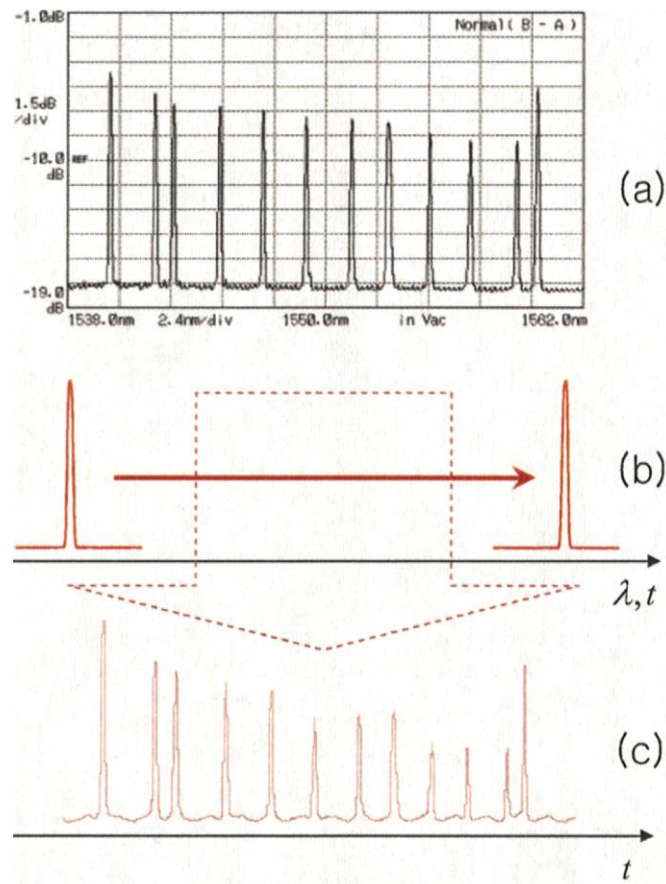 -1.0dB
Normal(B - A)
1.5dB
/div
-10.0 REF
dB
(a)
-19.0
dB
1538.0nm 2.4nm/div 1550.0nm in Vac 1562.0nm
(b)
λ, t
(c)
t